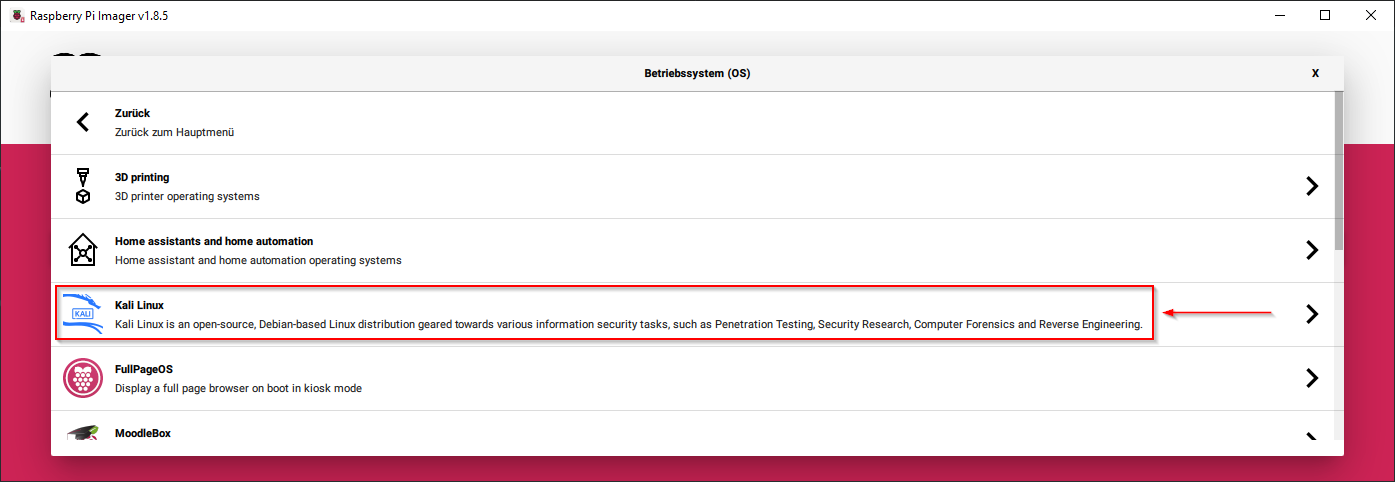 Raspberry Pi Imager v1.8.5
Betriebssystem (OS)
X
Zurück
Zurück zum Hauptmenü
3D printing
3D printer operating systems
Home assistants and home automation
Home assistant and home automation operating systems
KALI
Kali Linux
Kali Linux is an open-source, Debian-based Linux distribution geared towards various information security tasks, such as Penetration Testing, Security Research, Computer Forensics and Reverse Engineering.
FullPageOS
Display a full page browser on boot in kiosk mode
MoodleBox